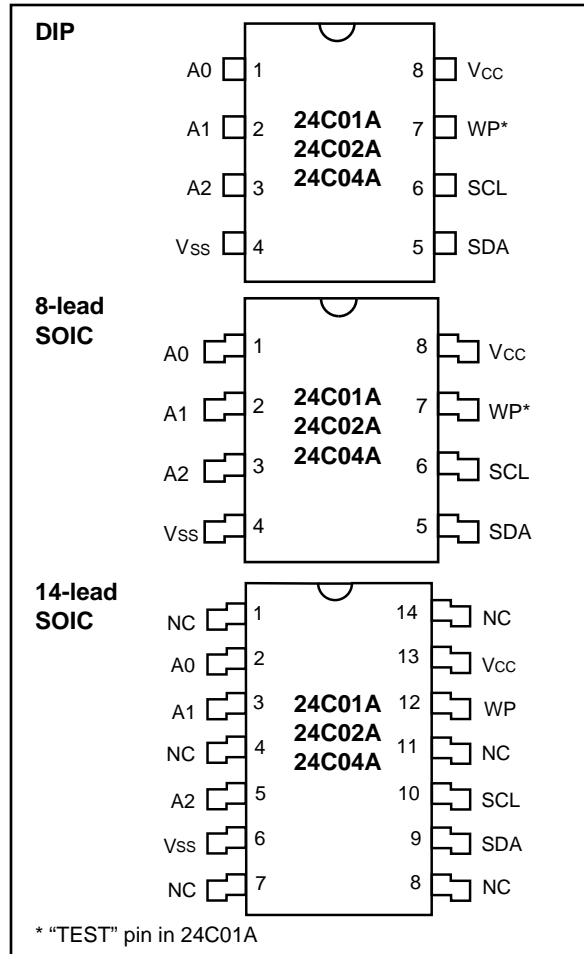 DIP
A0 1 8 VCC
A1 2 24C01A 7 WP*
24C02A
A2 3 24C04A 6 SCL
VSS 4 5 SDA
8-lead
SOIC
A0 1 8 VCC
A1 2 24C01A 7 WP*
24C02A
A2 3 24C04A 6 SCL
VSS 4 5 SDA
14-lead
SOIC
NC 1 14 NC
A0 2 13 VCC
A1 3 24C01A 12 WP
24C02A
NC 4 24C04A 11 NC
A2 5 10 SCL
VSS 6 9 SDA
NC 7 8 NC
* “TEST” pin in 24C01A